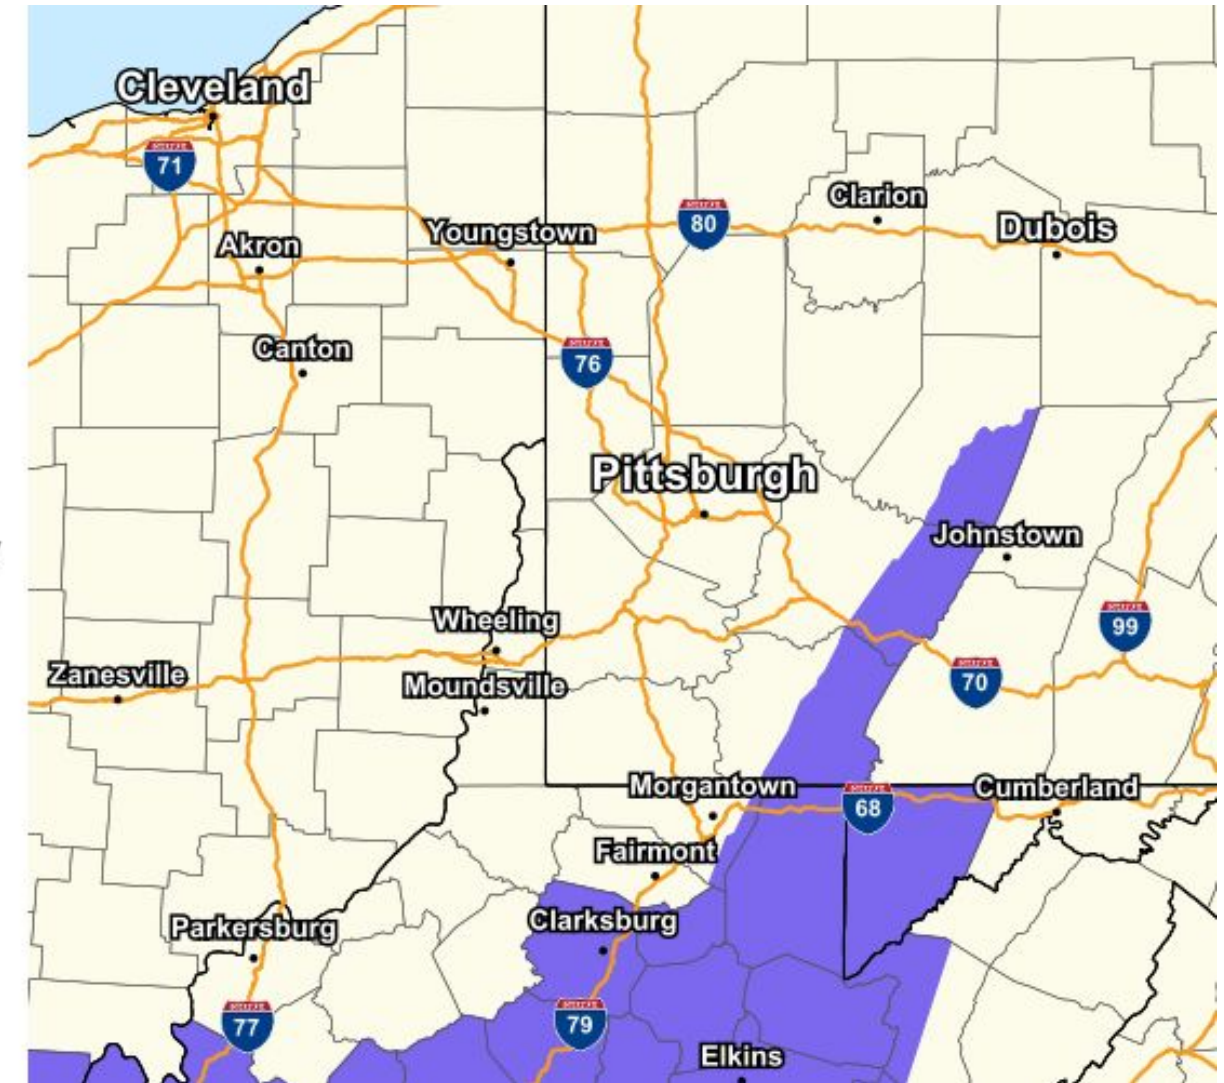 Cleveland
71
Clarion
80
Dubois
Youngstown
Akron
Canton
76
Pittsburgh
Johnstown
Wheeling
99
Zanesville
Moundsville
70
Morgantown
68
Cumberland
Fairmont
Clarksburg
Parkersburg
77
79
Elkins